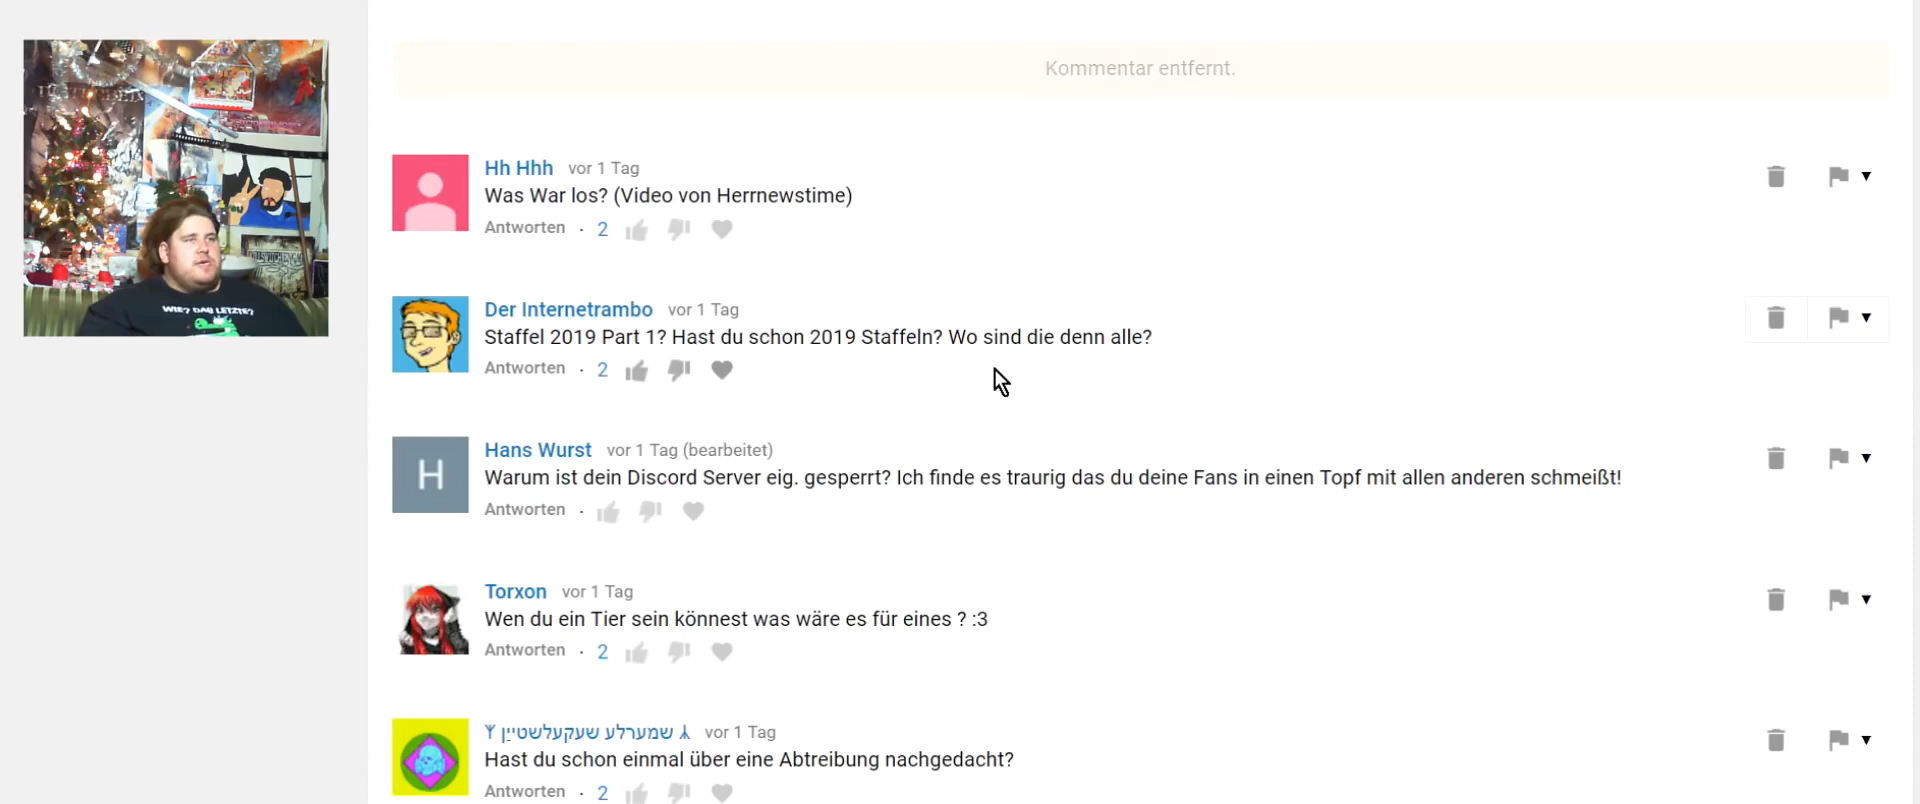 Kommentar entfernt.
Hh Hhh vor 1 Tag
Was War los? (Video von Herrnewstime)
Antworten · 2
Der Internetrambo vor 1 Tag
Staffel 2019 Part 1? Hast du schon 2019 Staffeln? Wo sind die denn alle?
Antworten · 2
WIE? DAS LETZTE?
H
Hans Wurst vor 1 Tag (bearbeitet)
Warum ist dein Discord Server eig. gesperrt? Ich finde es traurig das du deine Fans in einen Topf mit allen anderen schmeißt!
Antworten ·
Torxon vor 1 Tag
Wen du ein Tier sein könnest was wäre es für eines ? :3
Antworten · 2
ᛉ שמערלע שעקעלשטיין ᛣ vor 1 Tag
Hast du schon einmal über eine Abtreibung nachgedacht?
Antworten · 2